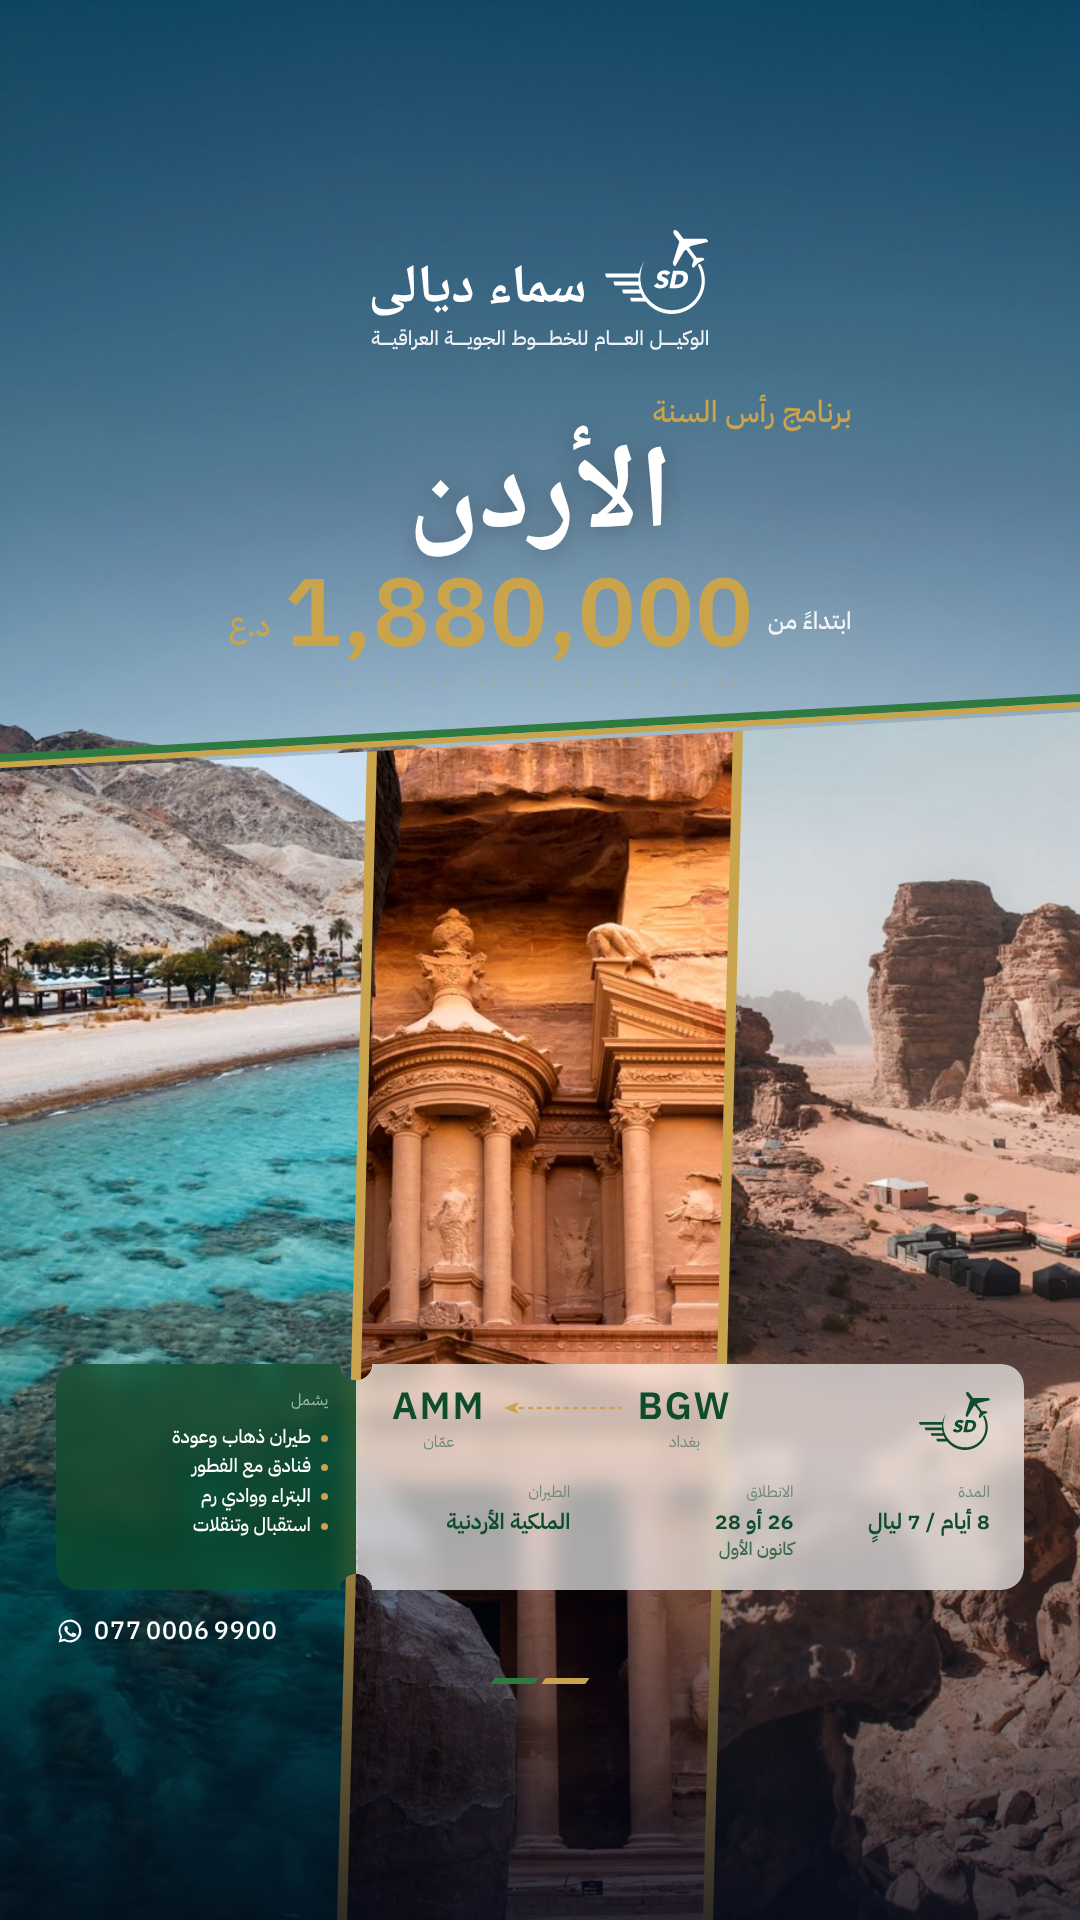 SD
سماء ديالى
الوكيـل العـام للخطـوط الجويـة العراقيـة
برنامج رأس السنة
الأردن
ابتداءً من 1,880,000 د.ع
SD
BGW
AMM
بغداد
عمّان
المدة
8 أيام / 7 ليالٍ
الانطلاق
26 أو 28
كانون الأول
الطيران
الملكية الأردنية
يشمل
طيران ذهاب وعودة
فنادق مع الفطور
البتراء ووادي رم
استقبال وتنقلات
077 0006 9900